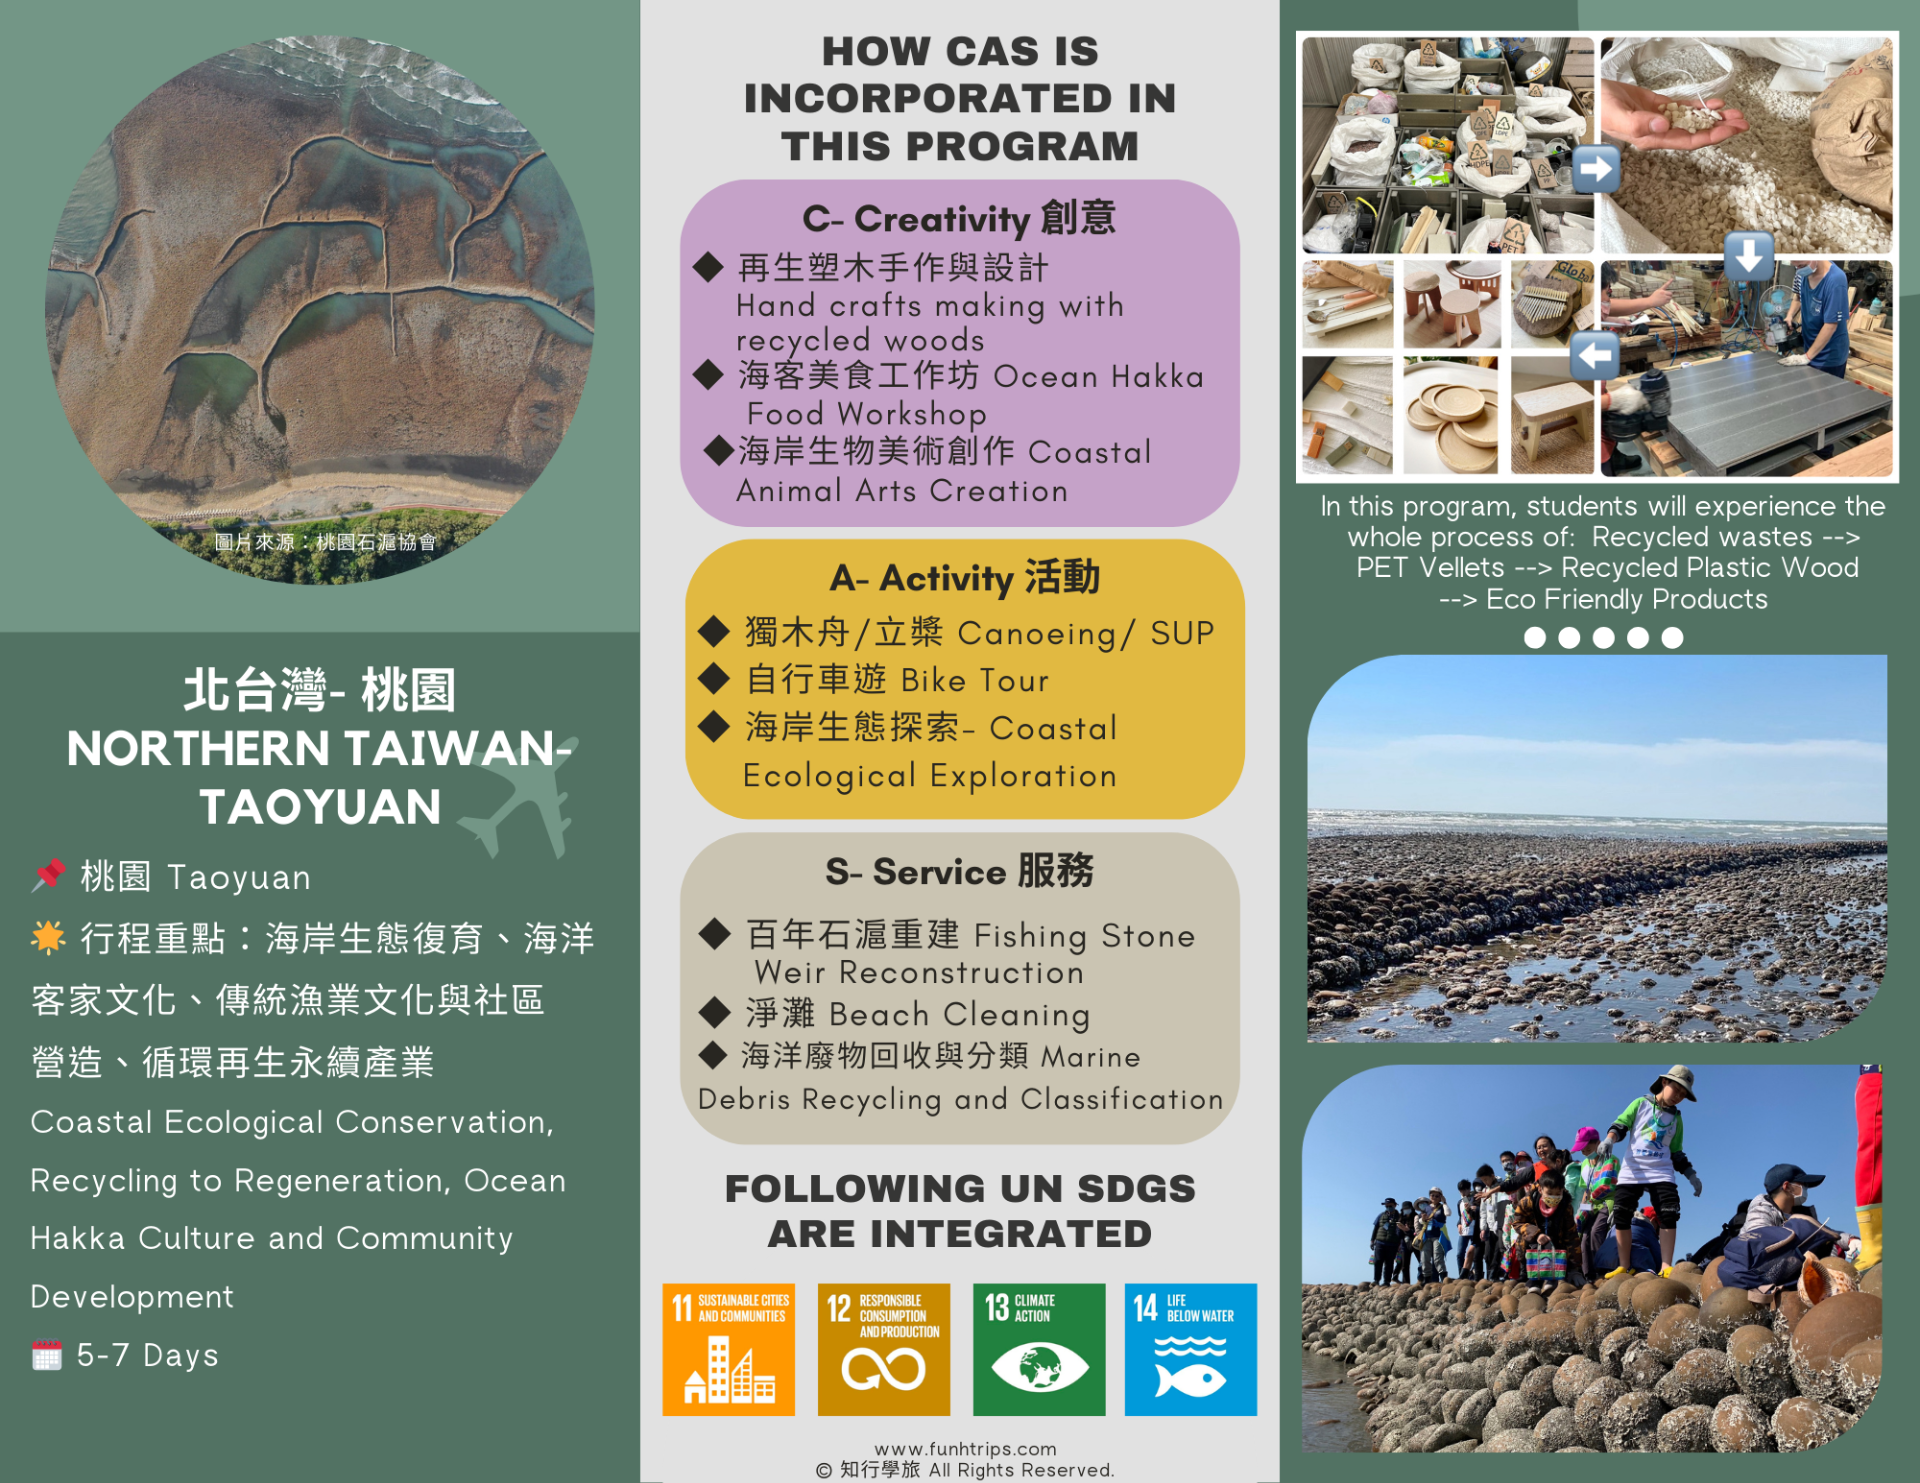 圖片來源：桃園石滬協會
北台灣- 桃園
NORTHERN TAIWAN-
TAOYUAN
桃園 Taoyuan
行程重點：海岸生態復育、海洋
客家文化、傳統漁業文化與社區
營造、循環再生永續產業
Coastal Ecological Conservation,
Recycling to Regeneration, Ocean
Hakka Culture and Community
Development
5-7 Days
HOW CAS IS
INCORPORATED IN
THIS PROGRAM
C- Creativity 創意
◆ 再生塑木手作與設計
Hand crafts making with
recycled woods
◆ 海客美食工作坊 Ocean Hakka
Food Workshop
◆海岸生物美術創作 Coastal
Animal Arts Creation
A- Activity 活動
◆ 獨木舟/立槳 Canoeing/ SUP
◆ 自行車遊 Bike Tour
◆ 海岸生態探索- Coastal
Ecological Exploration
S- Service 服務
◆ 百年石滬重建 Fishing Stone
Weir Reconstruction
◆ 淨灘 Beach Cleaning
◆ 海洋廢物回收與分類 Marine
Debris Recycling and Classification
FOLLOWING UN SDGS
ARE INTEGRATED
11 SUSTAINABLE CITIES
AND COMMUNITIES
12 RESPONSIBLE
CONSUMPTION
AND PRODUCTION
13 CLIMATE
ACTION
14 LIFE
BELOW WATER
www.funhtrips.com
© 知行學旅 All Rights Reserved.
LDPE
HDPE
PET
Global
In this program, students will experience the
whole process of:  Recycled wastes -->
PET Vellets --> Recycled Plastic Wood
--> Eco Friendly Products